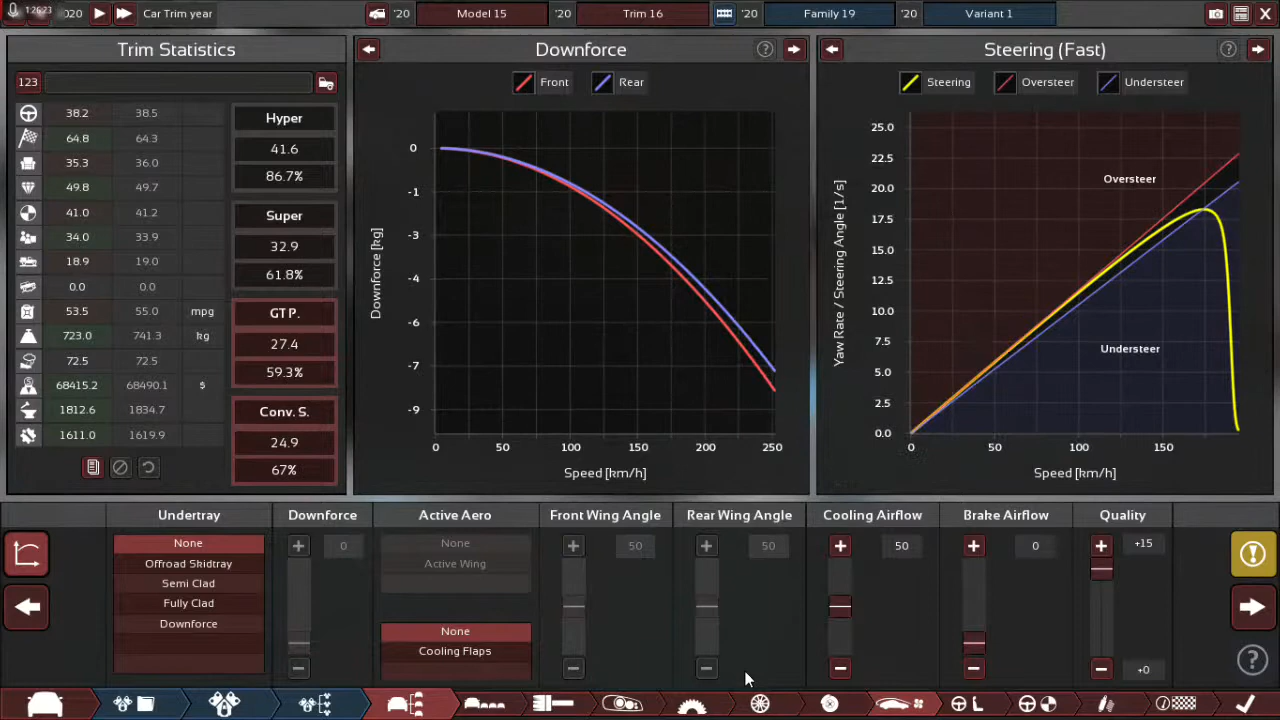 1:26:23
2020
Car Trim year
'20
Model 15
'20
Trim 16
'20
Family 19
'20
Variant 1
Trim Statistics
123
38.2 38.5
64.8 64.3
35.3 36.0
49.8 49.7
41.0 41.2
34.0 33.9
18.9 19.0
0.0 0.0
53.5 55.0 mpg
723.0 741.3 kg
72.5 72.5
68415.2 68490.1 $
1812.6 1834.7
1611.0 1619.9
Hyper
41.6
86.7%
Super
32.9
61.8%
GT P.
27.4
59.3%
Conv. S.
24.9
67%
Downforce
?
Front
Rear
Downforce [kg]
0
-1
-3
-4
-6
-7
-9
0 50 100 150 200 250
Speed [km/h]
Steering (Fast)
?
Steering
Oversteer
Understeer
Yaw Rate / Steering Angle [1/s]
25.0
22.5
20.0
17.5
15.0
12.5
10.0
7.5
5.0
2.5
0.0
Oversteer
Understeer
0 50 100 150
Speed [km/h]
Undertray
None
Offroad Skidtray
Semi Clad
Fully Clad
Downforce
Downforce
0
Active Aero
None
Active Wing
None
Cooling Flaps
Front Wing Angle
50
Rear Wing Angle
50
Cooling Airflow
50
Brake Airflow
0
Quality
+15
+0
?